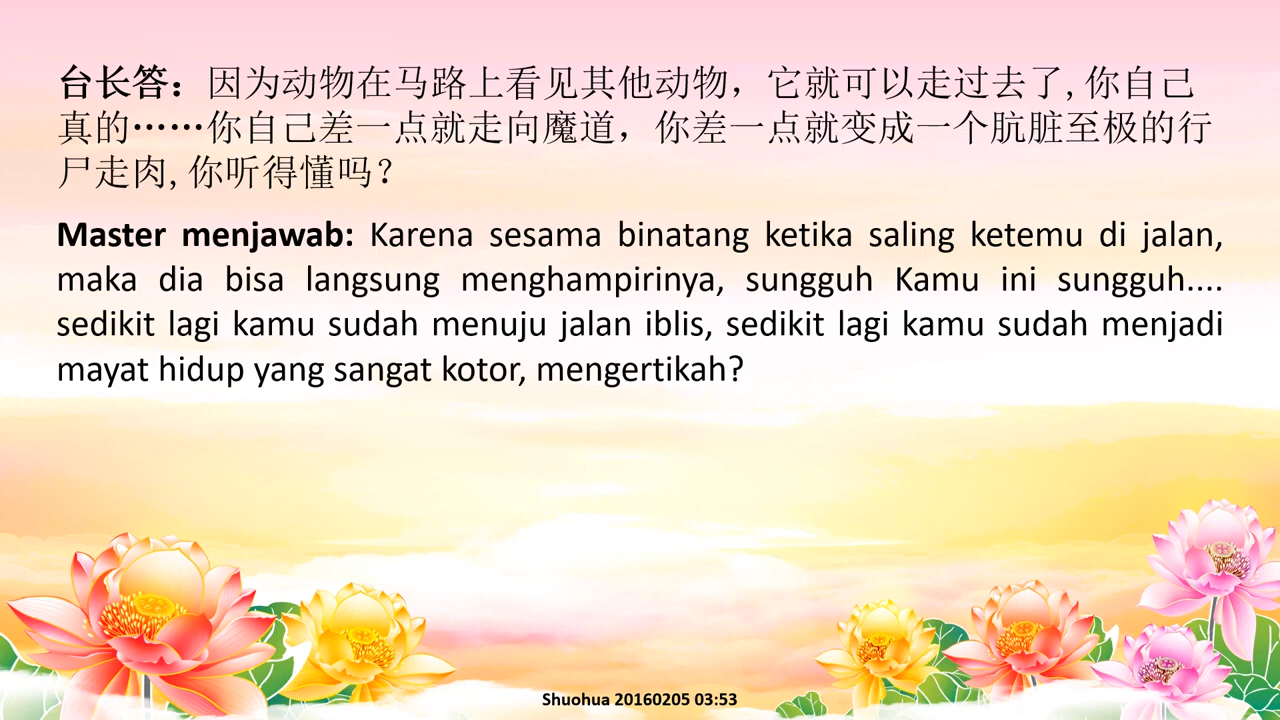 台长答：因为动物在马路上看见其他动物，它就可以走过去了,你自己
真的……你自己差一点就走向魔道，你差一点就变成一个肮脏至极的行
尸走肉,你听得懂吗？
Master menjawab: Karena sesama binatang ketika saling ketemu di jalan,
maka dia bisa langsung menghampirinya, sungguh Kamu ini sungguh....
sedikit lagi kamu sudah menuju jalan iblis, sedikit lagi kamu sudah menjadi
mayat hidup yang sangat kotor, mengertikah?
Shuohua 20160205 03:53